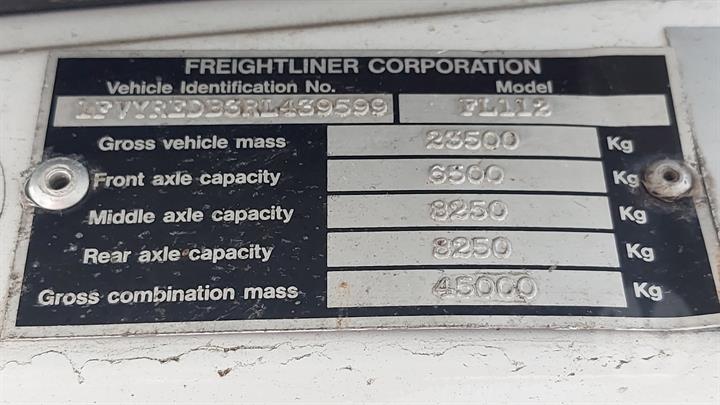 FREIGHTLINER CORPORATION
Vehicle Identification No. Model
1FVYREDB3RL439599 FL112
Gross vehicle mass 23500 Kg
Front axle capacity 6500 Kg
Middle axle capacity 8250 Kg
Rear axle capacity 8250 Kg
Gross combination mass 45000 Kg